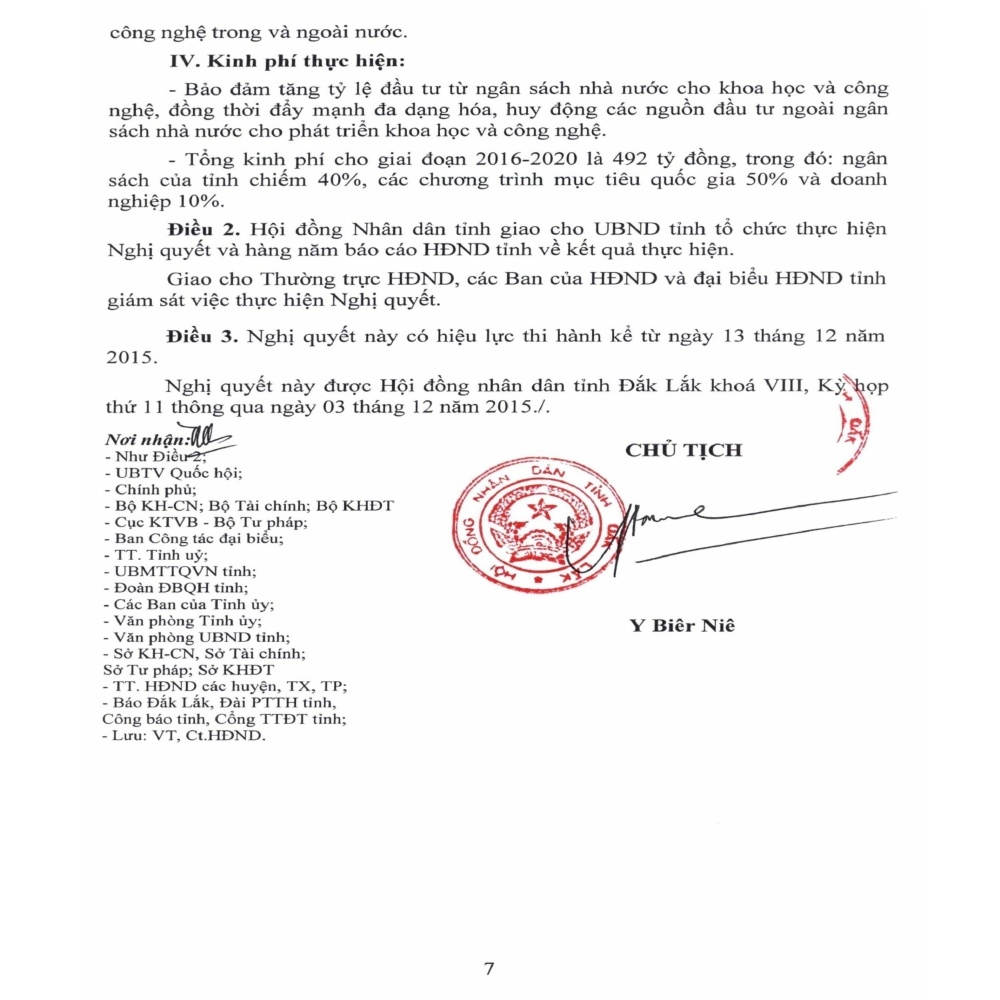 công nghệ trong và ngoài nước.
IV. Kinh phí thực hiện:
- Bảo đảm tăng tỷ lệ đầu tư từ ngân sách nhà nước cho khoa học và công
nghệ, đồng thời đẩy mạnh đa dạng hóa, huy động các nguồn đầu tư ngoài ngân
sách nhà nước cho phát triển khoa học và công nghệ.
- Tổng kinh phí cho giai đoạn 2016-2020 là 492 tỷ đồng, trong đó: ngân
sách của tỉnh chiếm 40%, các chương trình mục tiêu quốc gia 50% và doanh
nghiệp 10%.
Điều 2. Hội đồng Nhân dân tỉnh giao cho UBND tỉnh tổ chức thực hiện
Nghị quyết và hàng năm báo cáo HĐND tỉnh về kết quả thực hiện.
Giao cho Thường trực HĐND, các Ban của HĐND và đại biểu HĐND tỉnh
giám sát việc thực hiện Nghị quyết.
Điều 3. Nghị quyết này có hiệu lực thi hành kể từ ngày 13 tháng 12 năm
2015.
Nghị quyết này được Hội đồng nhân dân tỉnh Đắk Lắk khoá VIII, Kỳ họp
thứ 11 thông qua ngày 03 tháng 12 năm 2015./.
Nơi nhận:
- Như Điều 2;
- UBTV Quốc hội;
- Chính phủ;
- Bộ KH-CN; Bộ Tài chính; Bộ KHĐT
- Cục KTVB - Bộ Tư pháp;
- Ban Công tác đại biểu;
- TT. Tỉnh uỷ;
- UBMTTQVN tỉnh;
- Đoàn ĐBQH tỉnh;
- Các Ban của Tỉnh ủy;
- Văn phòng Tỉnh ủy;
- Văn phòng UBND tỉnh;
- Sở KH-CN, Sở Tài chính;
Sở Tư pháp; Sở KHĐT
- TT. HĐND các huyện, TX, TP;
- Báo Đắk Lắk, Đài PTTH tỉnh,
Công báo tỉnh, Cổng TTĐT tỉnh;
- Lưu: VT, Ct.HĐND.
CHỦ TỊCH
HỘI ĐỒNG NHÂN DÂN TỈNH ĐẮK LẮK
Y Biêr Niê
7